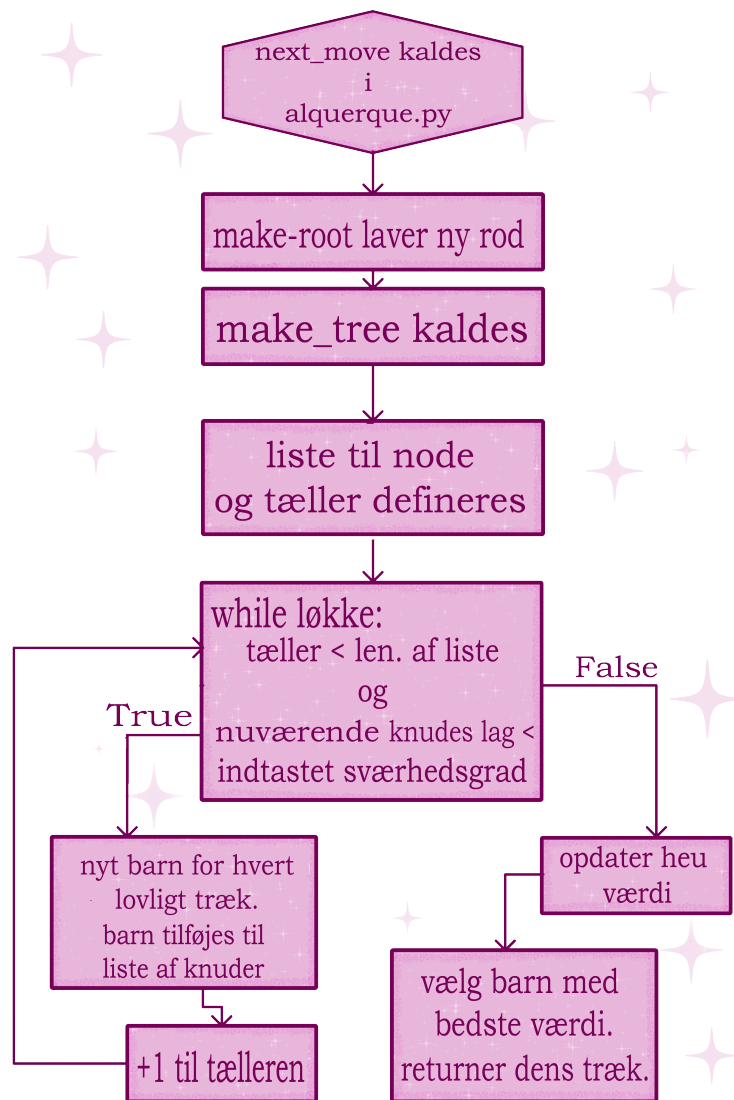 next_move kaldes
i
alquerque.py
make-root laver ny rod
make_tree kaldes
liste til node
og tæller defineres
while løkke:
tæller < len. af liste
og
nuværende knudes lag <
indtastet sværhedsgrad
True
False
nyt barn for hvert
lovligt træk.
barn tilføjes til
liste af knuder
+1 til tælleren
opdater heu
værdi
vælg barn med
bedste værdi.
returner dens træk.